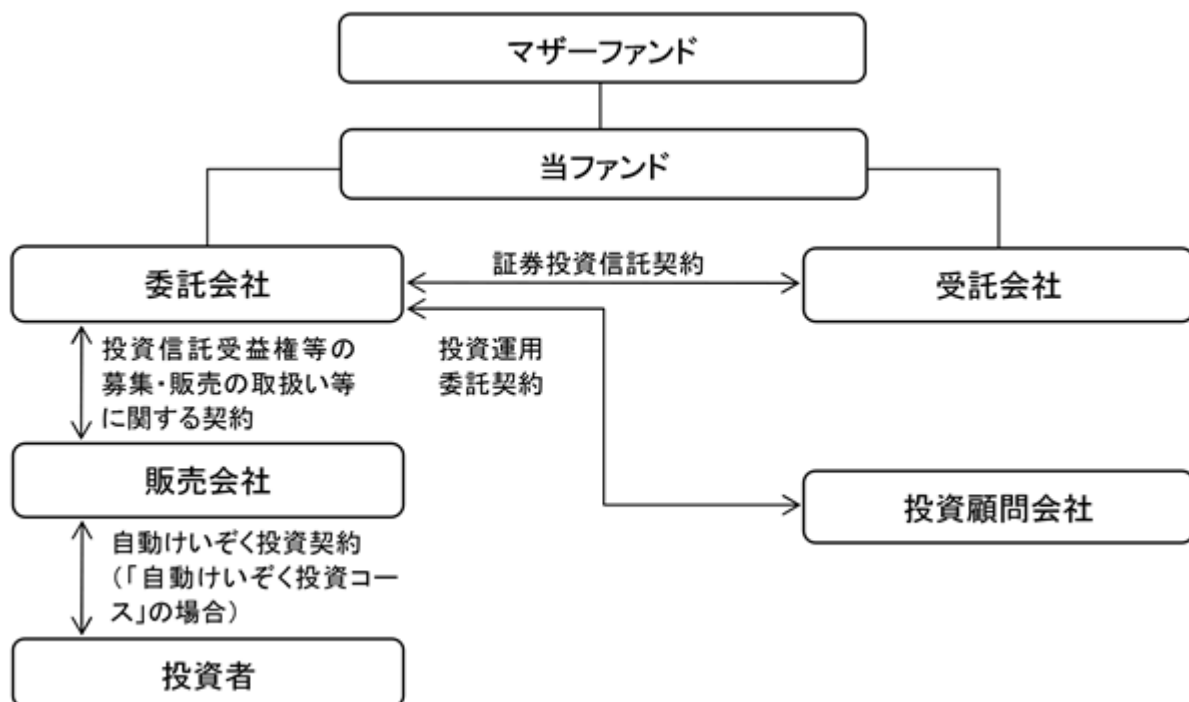 マザーファンド
当ファンド
委託会社
証券投資信託契約
受託会社
投資信託受益権等の
募集・販売の取扱い等
に関する契約
投資運用
委託契約
販売会社
投資顧問会社
自動けいぞく投資契約
(「自動けいぞく投資コー
ス」の場合)
投資者